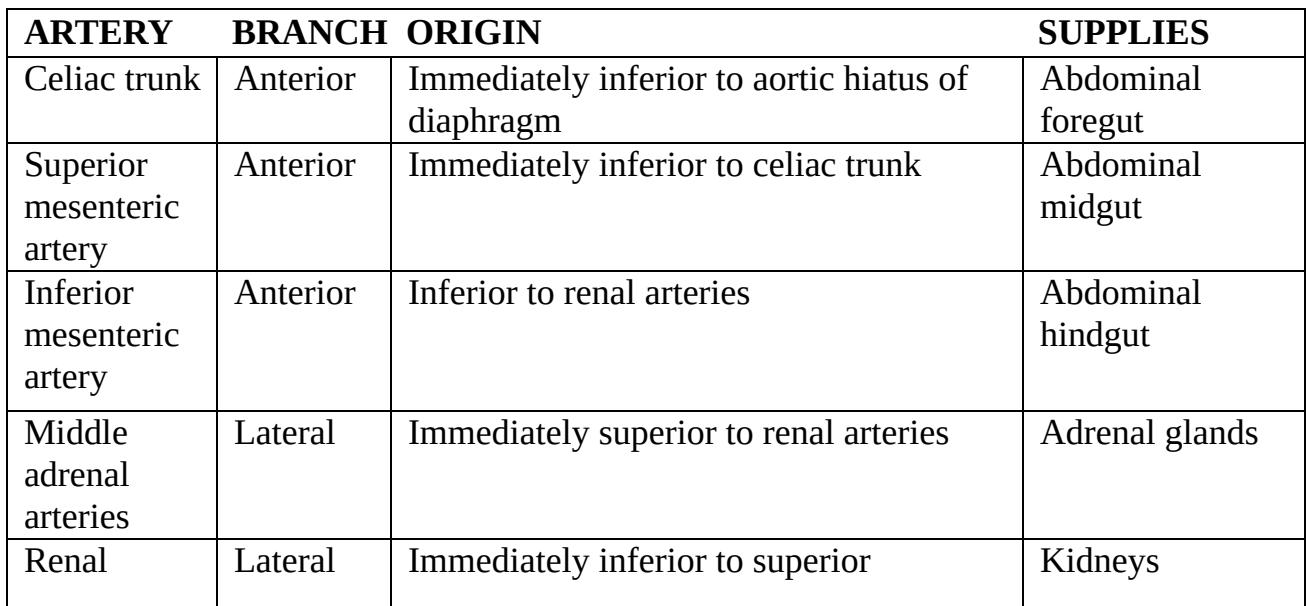 ARTERY BRANCH ORIGIN SUPPLIES
Celiac trunk Anterior Immediately inferior to aortic hiatus of Abdominal
diaphragm foregut
Superior Anterior Immediately inferior to celiac trunk Abdominal
mesenteric midgut
artery
Inferior Anterior Inferior to renal arteries Abdominal
mesenteric hindgut
artery
Middle Lateral Immediately superior to renal arteries Adrenal glands
adrenal
arteries
Renal Lateral Immediately inferior to superior Kidneys